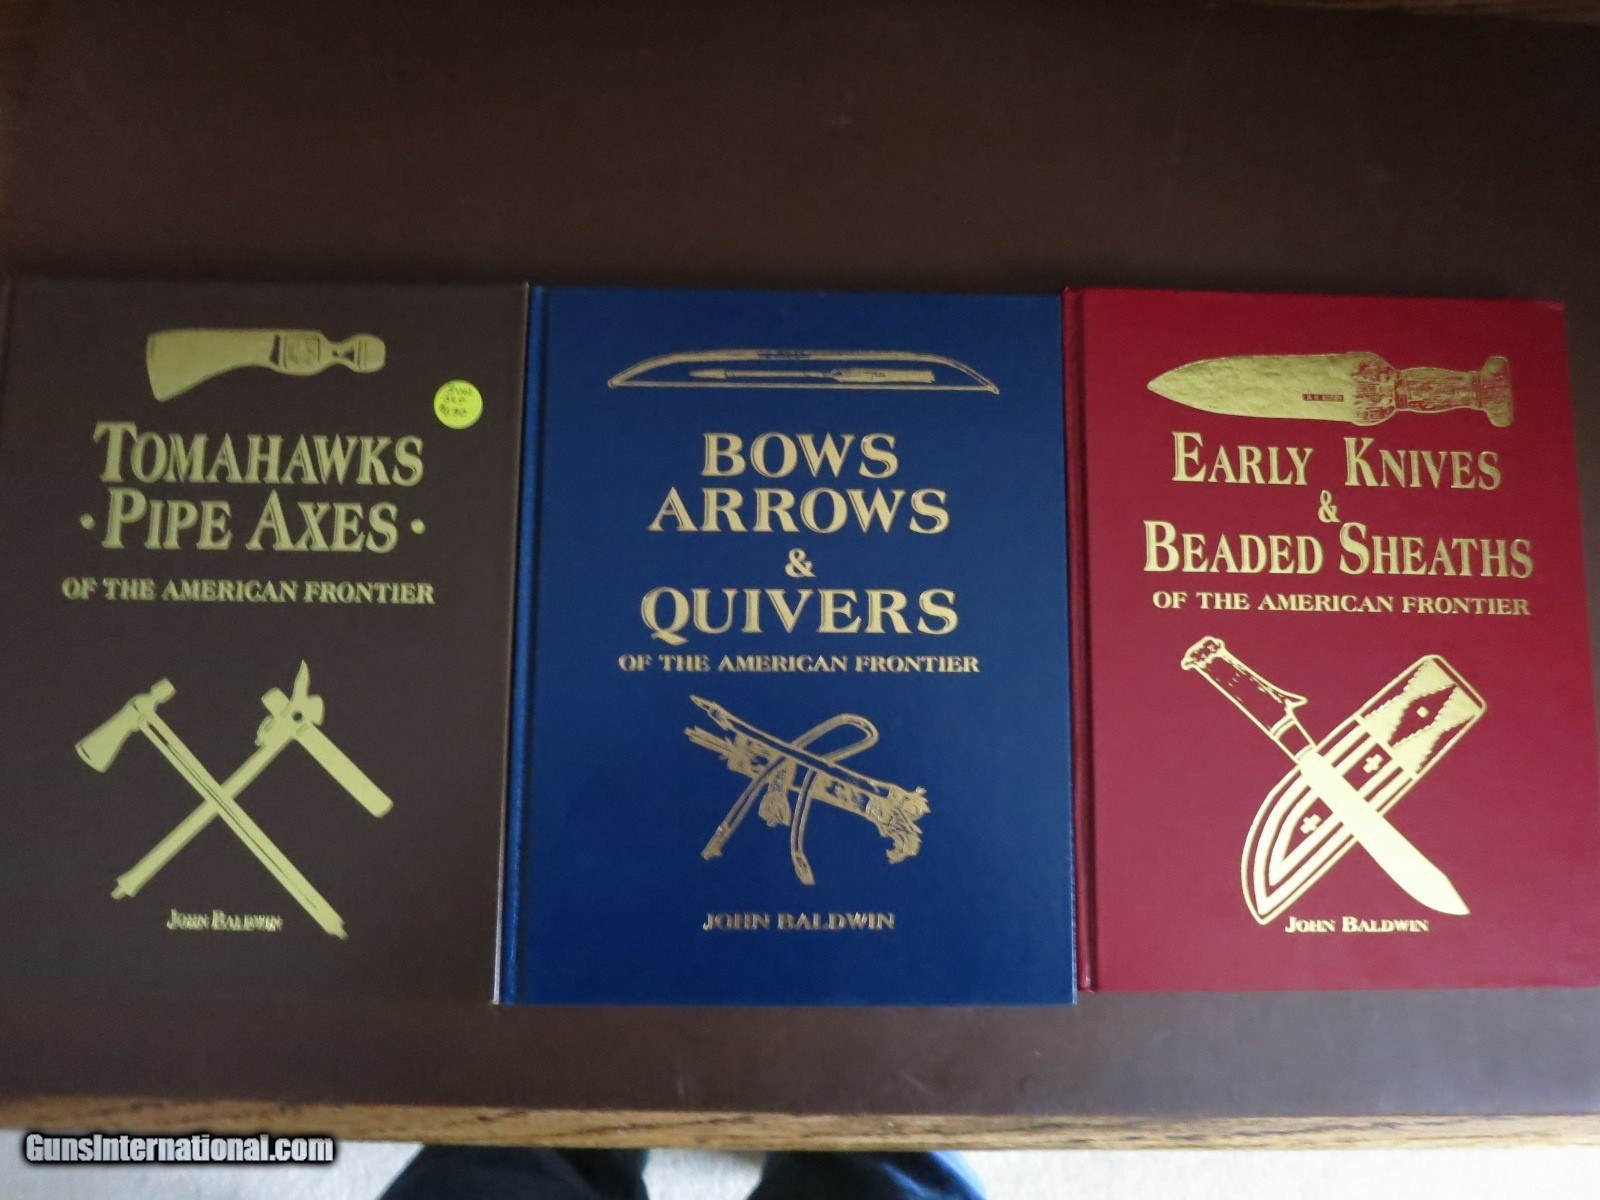 TOMAHAWKS
• PIPE AXES •
OF THE AMERICAN FRONTIER
JOHN BALDWIN
BOWS
ARROWS
&
QUIVERS
OF THE AMERICAN FRONTIER
JOHN BALDWIN
EARLY KNIVES
&
BEADED SHEATHS
OF THE AMERICAN FRONTIER
JOHN BALDWIN
GunsInternational.com